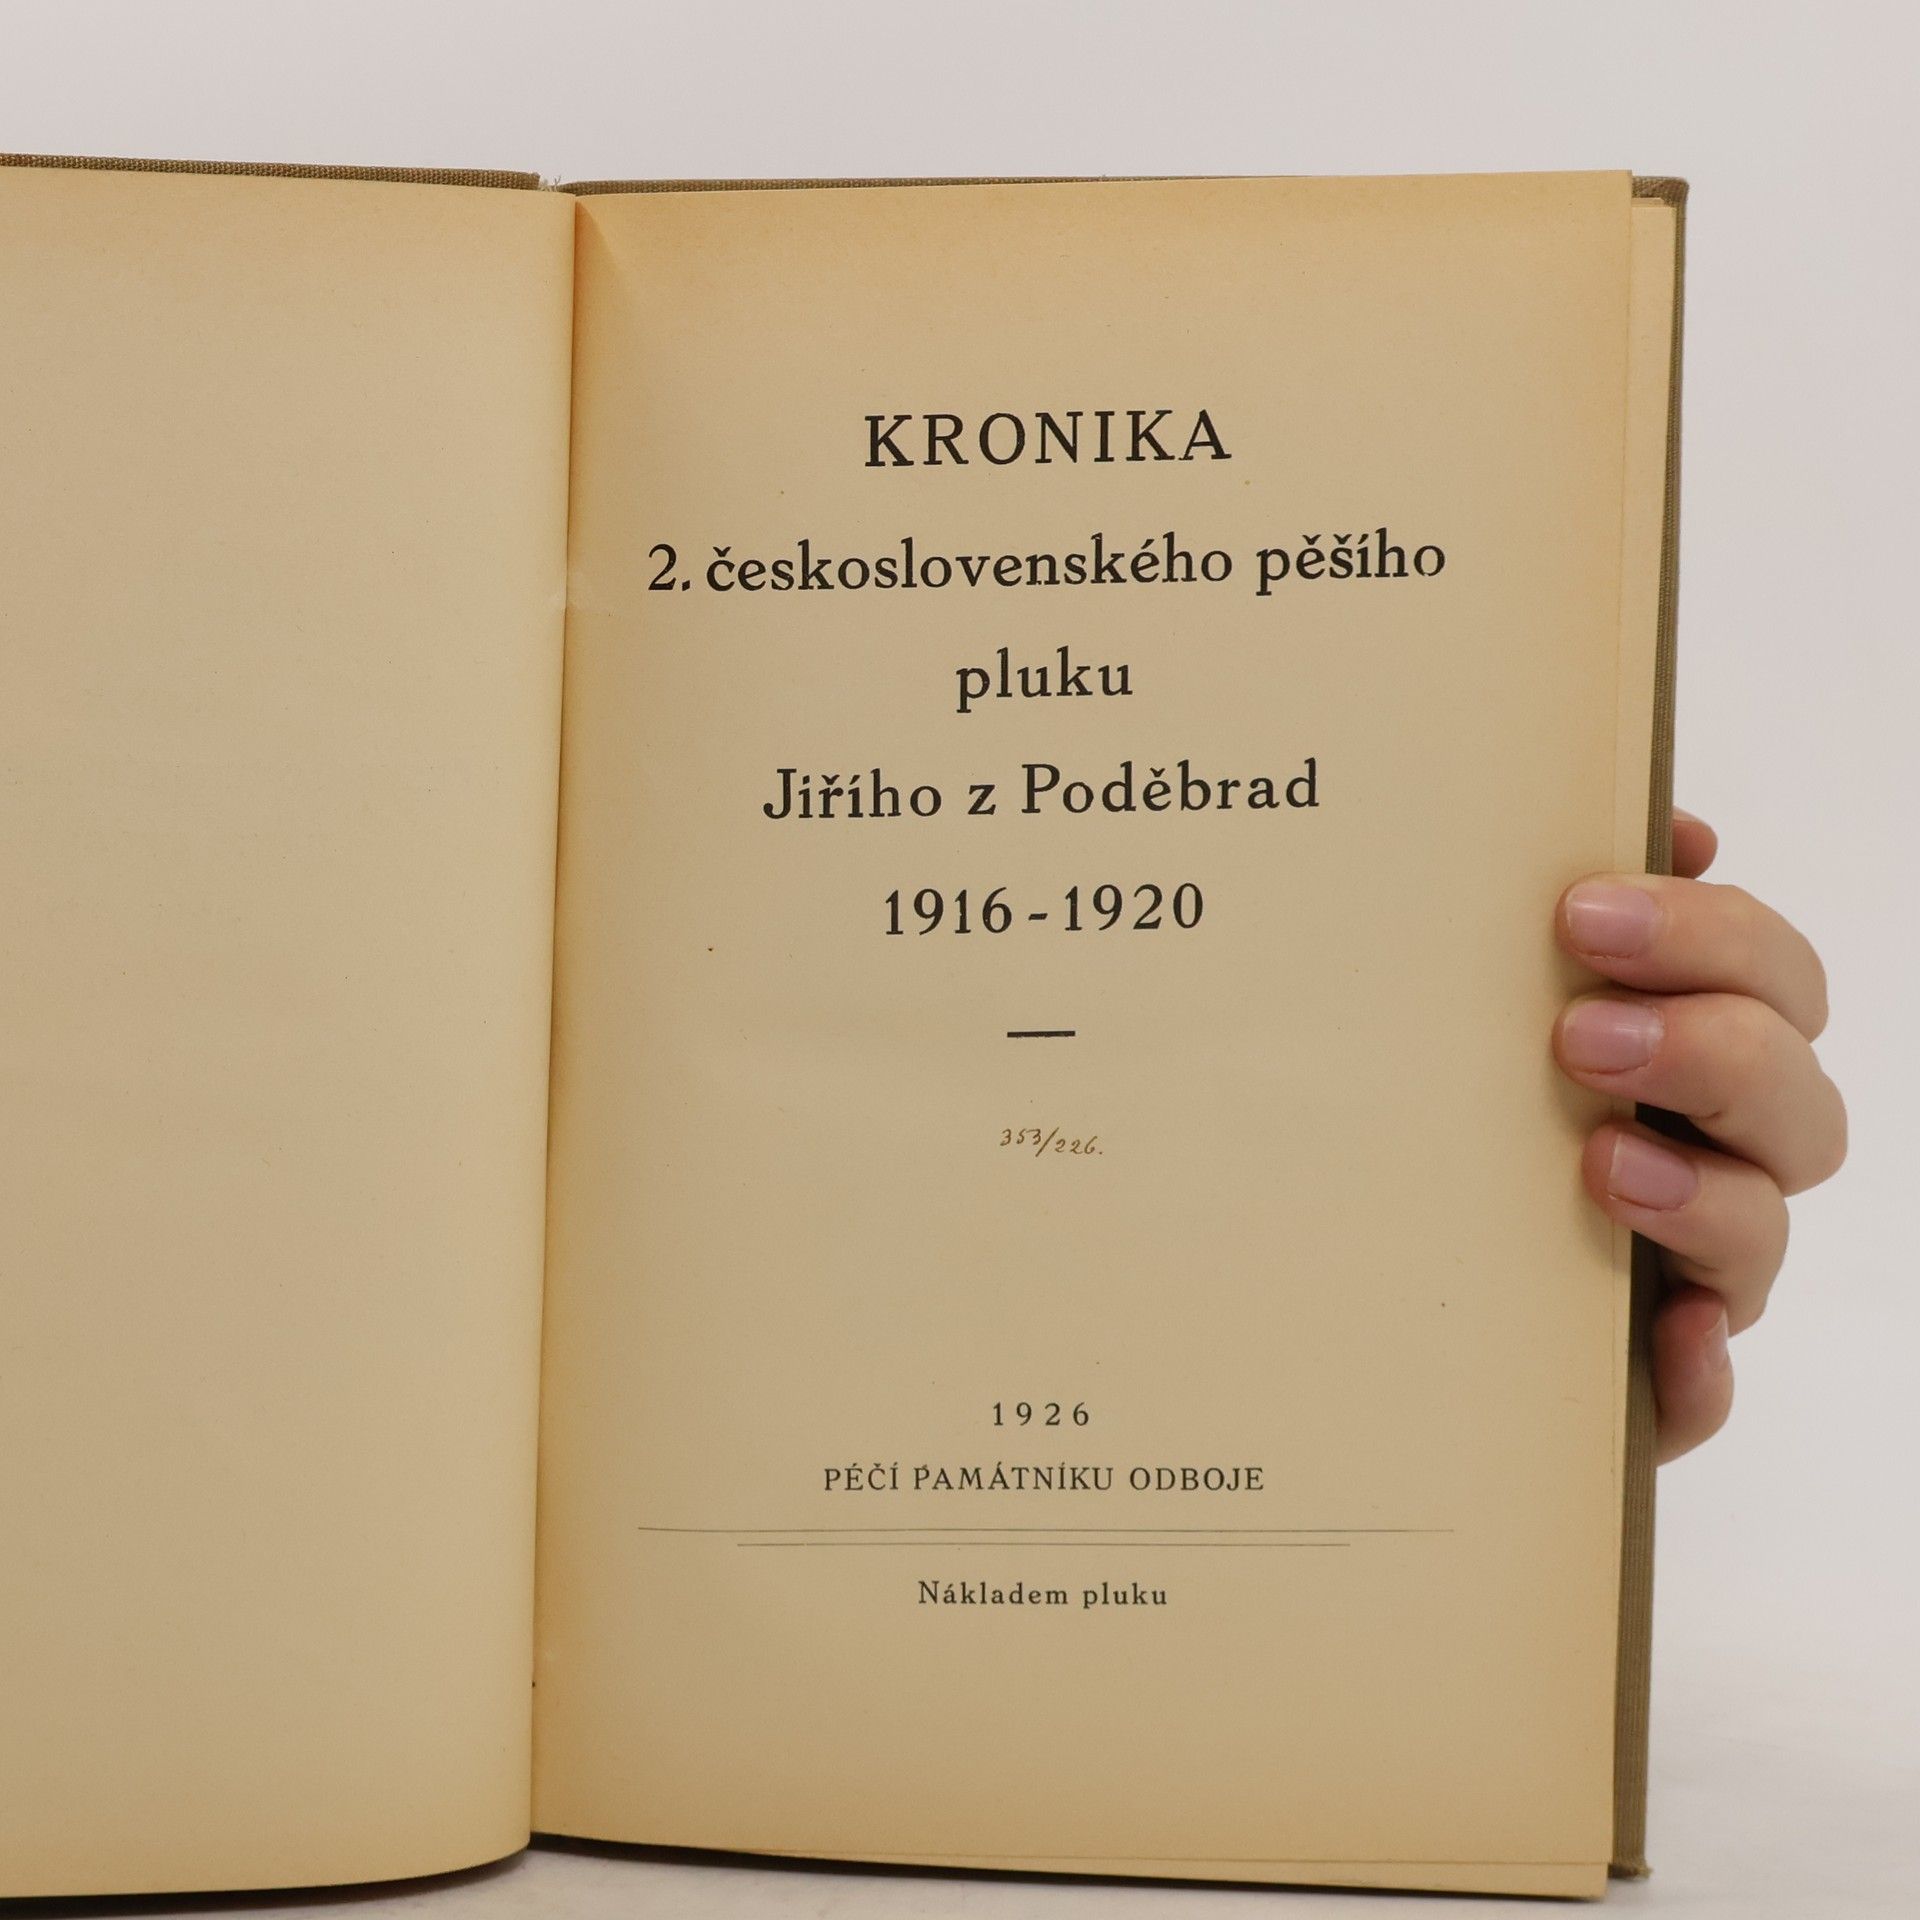 KRONIKA
2. československého pěšího
pluku
Jiřího z Poděbrad
1916-1920
353/226.
1926
PÉČÍ PAMÁTNÍKU ODBOJE
Nákladem pluku